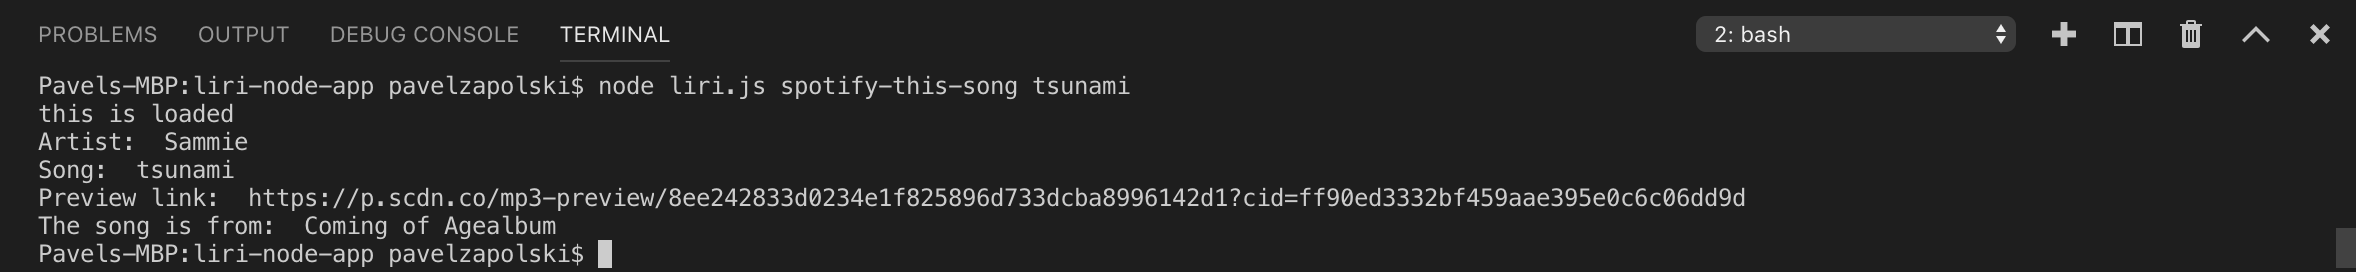 PROBLEMS OUTPUT DEBUG CONSOLE TERMINAL 2: bash
Pavels-MBP:liri-node-app pavelzapolski$ node liri.js spotify-this-song tsunami
this is loaded
Artist:  Sammie
Song:  tsunami
Preview link:  https://p.scdn.co/mp3-preview/8ee242833d0234e1f825896d733dcba8996142d1?cid=ff90ed3332bf459aae395e0c6c06dd9d
The song is from:  Coming of Agealbum
Pavels-MBP:liri-node-app pavelzapolski$